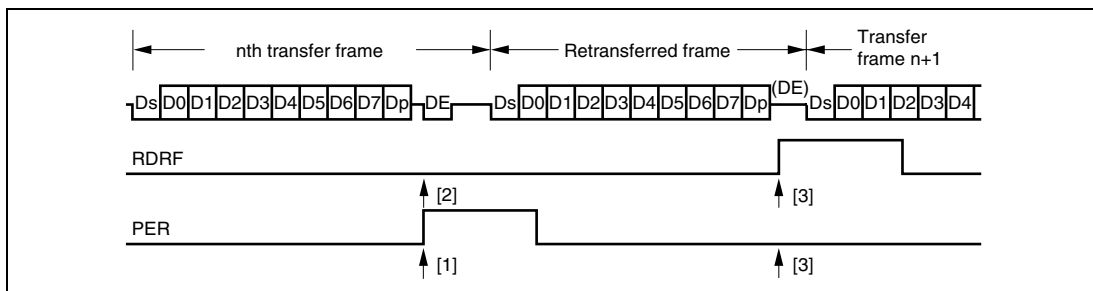 nth transfer frame Retransferred frame Transfer
frame n+1
Ds D0 D1 D2 D3 D4 D5 D6 D7 Dp DE Ds D0 D1 D2 D3 D4 D5 D6 D7 Dp (DE) Ds D0 D1 D2 D3 D4
RDRF
[2] [3]
PER
[1] [3]